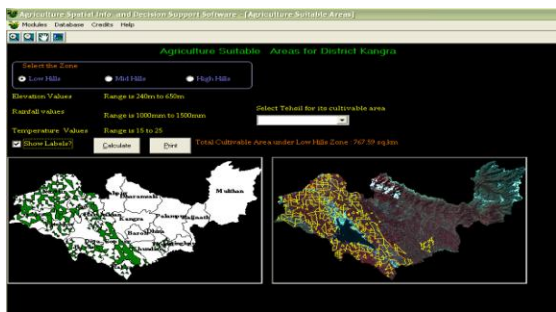 Agriculture Spatial Info. and Decision Support Software - [Agriculture Suitable Areas]
Modules Database Credits Help
Agriculture Suitable Areas for District Kangra
Select the Zone
Low Hills Mid Hills High Hills
Elevation Values Range is 240m to 650m
Rainfall values Range is 1000mm to 1500mm
Select Tehsil for its cultivable area
Temperature Values Range is 15 to 25
Show Labels? Calculate Print Total Cultivable Area under Low Hills Zone : 767.59 sq.km
Multhan
Kangra
Palampur
Baijnath
Baroh